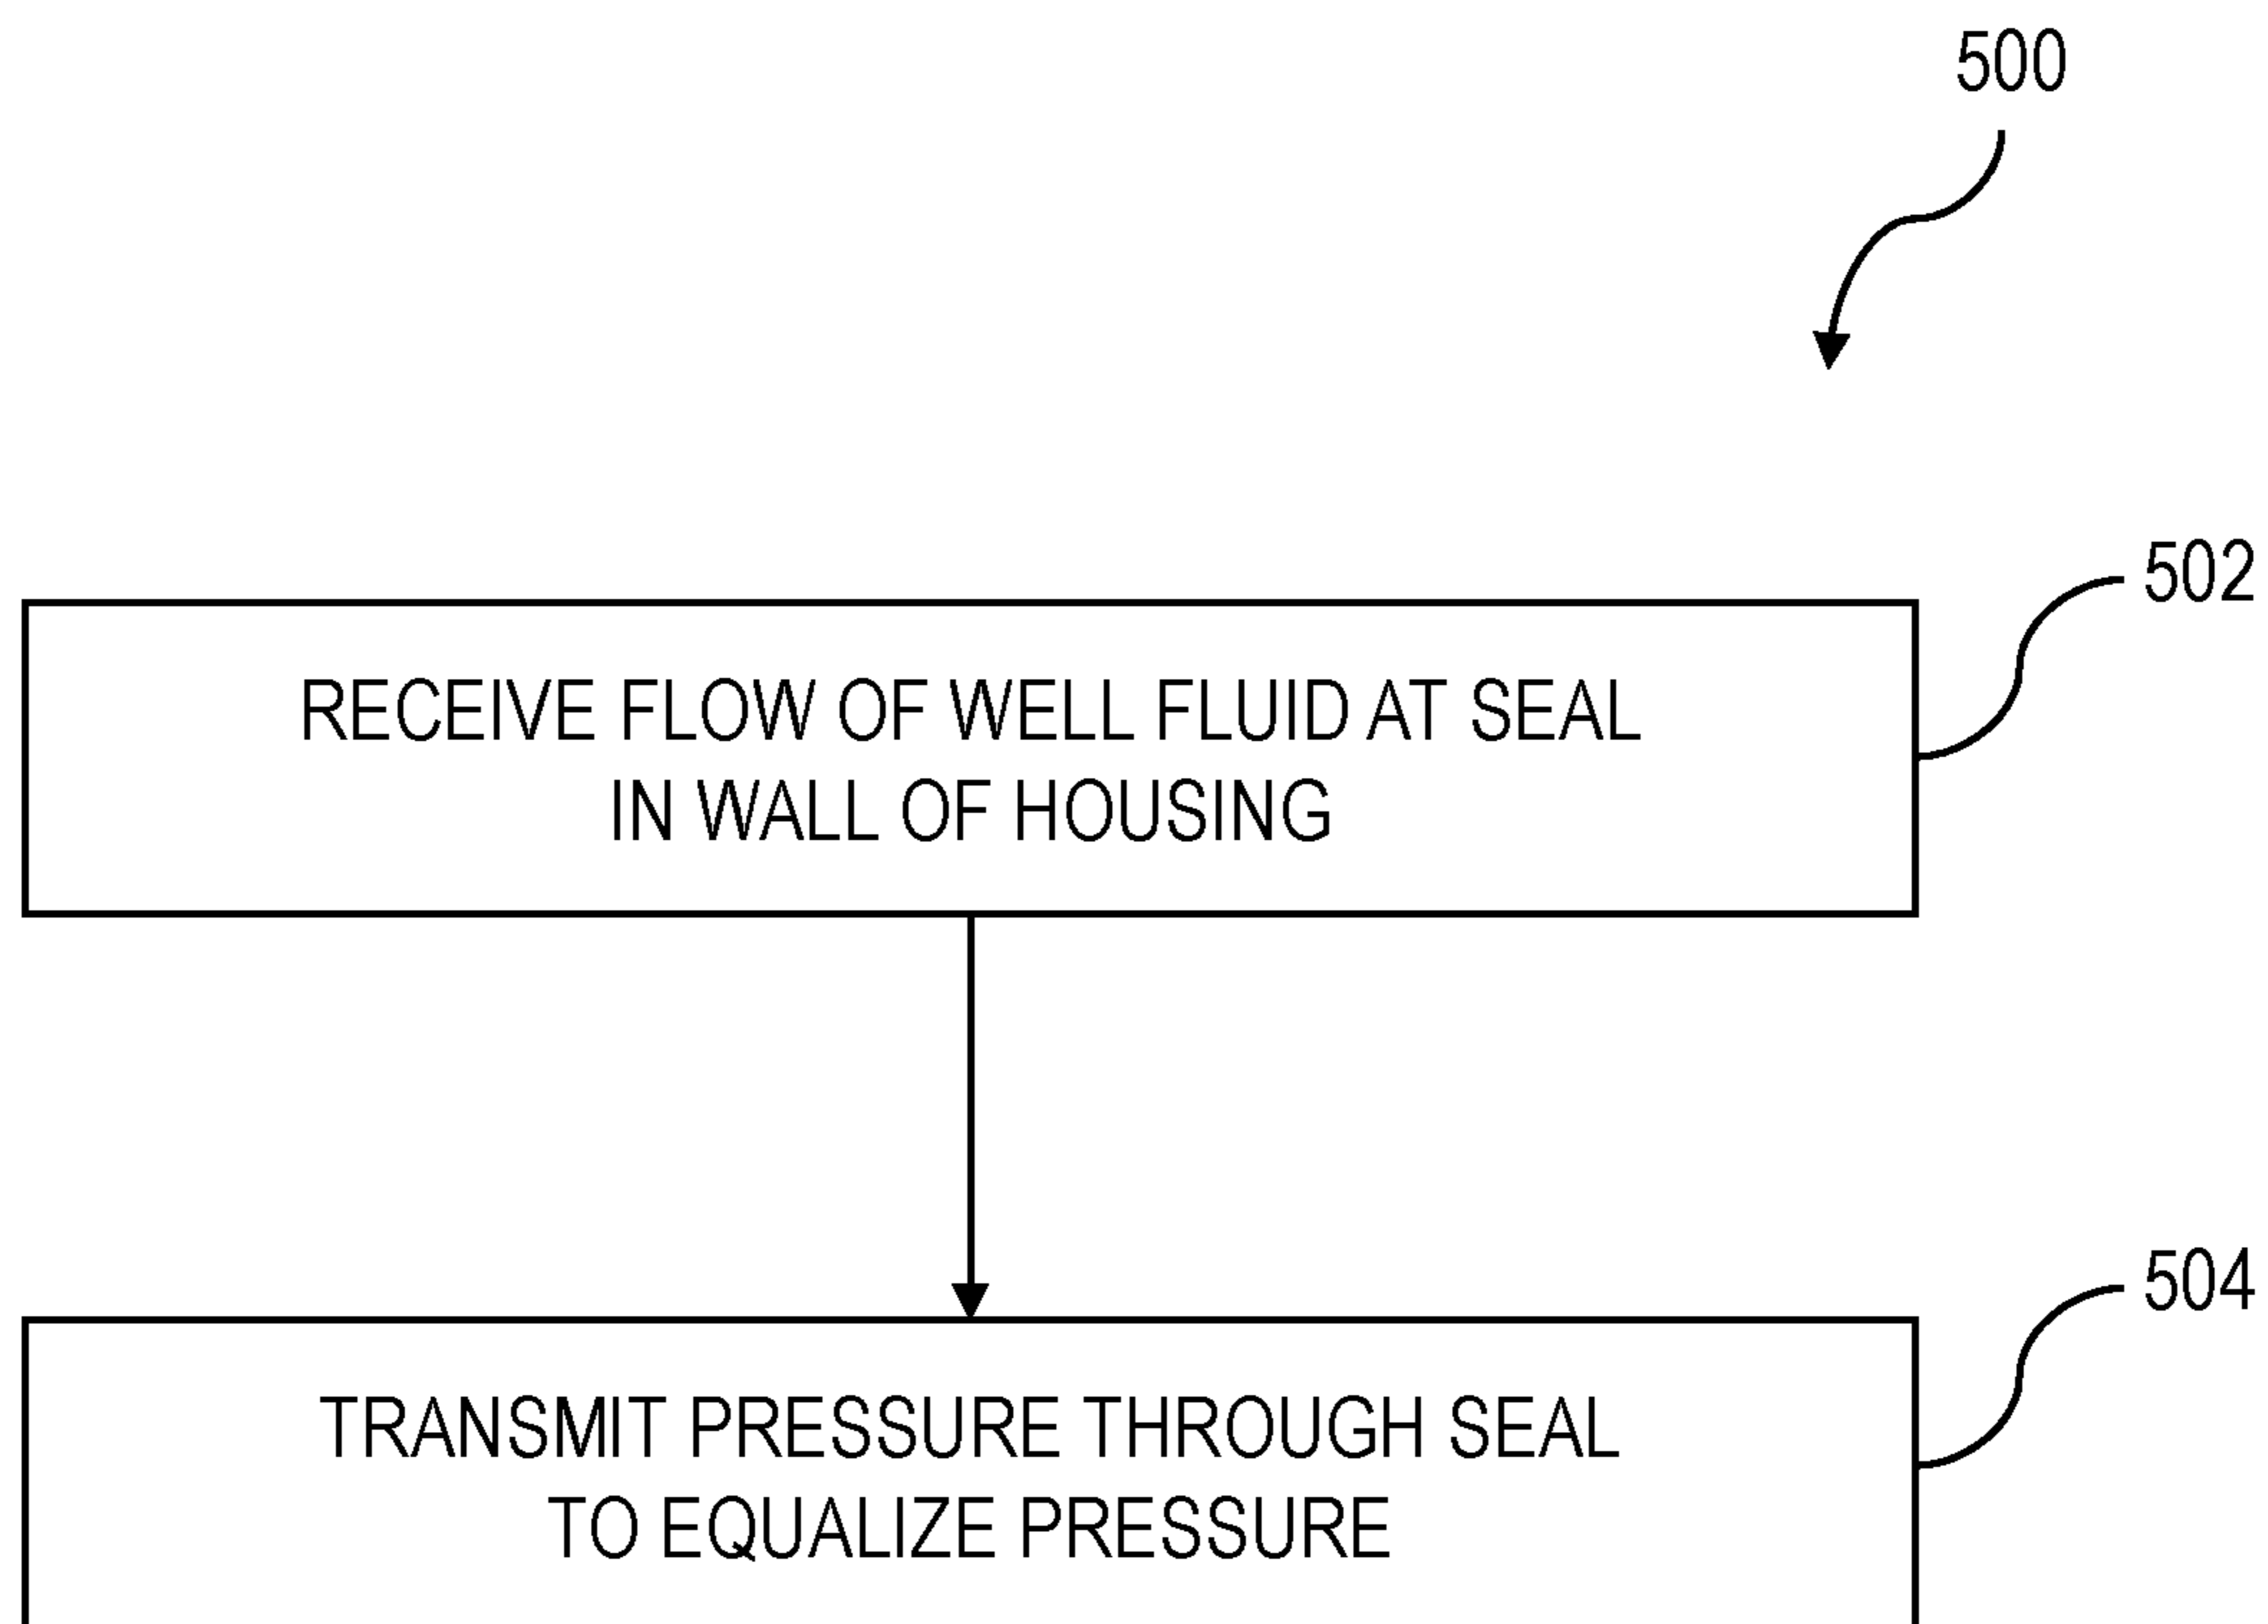 500
502
RECEIVE FLOW OF WELL FLUID AT SEAL
IN WALL OF HOUSING
504
TRANSMIT PRESSURE THROUGH SEAL
TO EQUALIZE PRESSURE